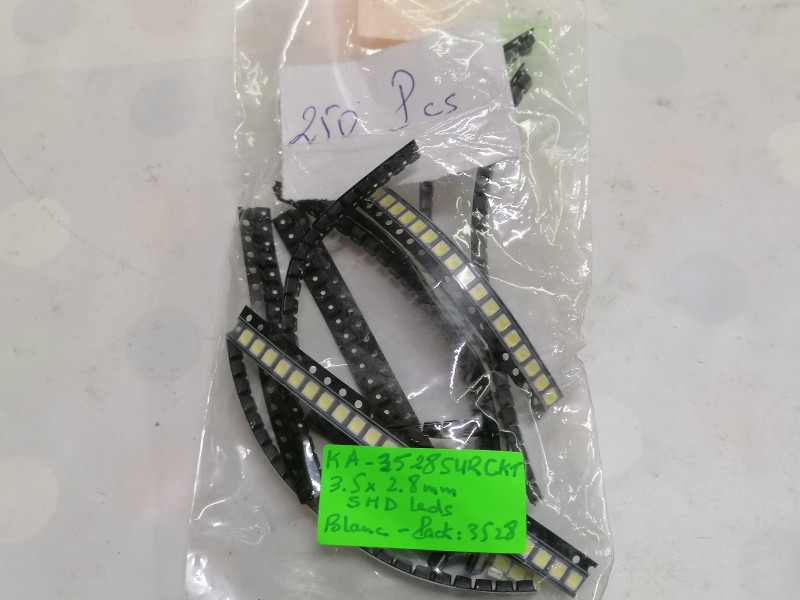 250 Pcs
KA-3528SURCKT
3.5x2.8mm
SMD leds
Blanc - Pack: 3528